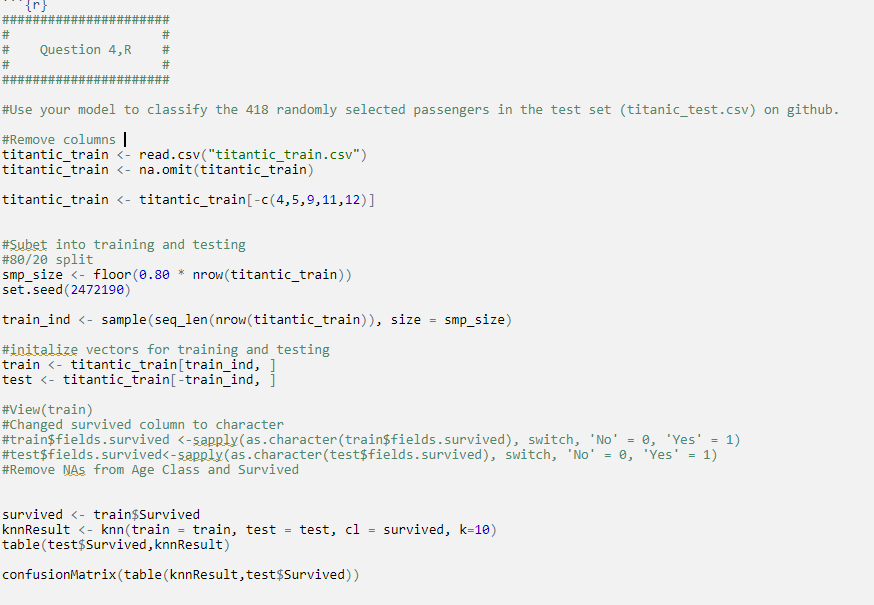 ```{r}
######################
#                    #
#    Question 4,R    #
#                    #
######################
#Use your model to classify the 418 randomly selected passengers in the test set (titanic_test.csv) on github.
#Remove columns
titantic_train <- read.csv("titantic_train.csv")
titantic_train <- na.omit(titantic_train)
titantic_train <- titantic_train[-c(4,5,9,11,12)]
#Subet into training and testing
#80/20 split
smp_size <- floor(0.80 * nrow(titantic_train))
set.seed(2472190)
train_ind <- sample(seq_len(nrow(titantic_train)), size = smp_size)
#initalize vectors for training and testing
train <- titantic_train[train_ind, ]
test <- titantic_train[-train_ind, ]
#View(train)
#Changed survived column to character
#train$fields.survived <-sapply(as.character(train$fields.survived), switch, 'No' = 0, 'Yes' = 1)
#test$fields.survived<-sapply(as.character(test$fields.survived), switch, 'No' = 0, 'Yes' = 1)
#Remove NAs from Age Class and Survived
survived <- train$Survived
knnResult <- knn(train = train, test = test, cl = survived, k=10)
table(test$Survived,knnResult)
confusionMatrix(table(knnResult,test$Survived))